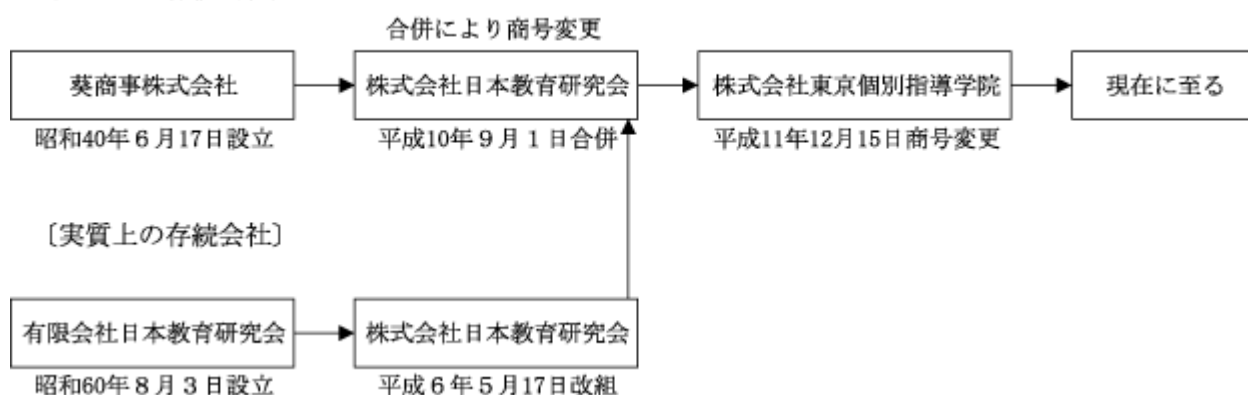 合併により商号変更
葵商事株式会社
株式会社日本教育研究会
株式会社東京個別指導学院
現在に至る
昭和40年6月17日設立
平成10年9月1日合併
平成11年12月15日商号変更
〔実質上の存続会社〕
有限会社日本教育研究会
株式会社日本教育研究会
昭和60年8月3日設立
平成6年5月17日改組